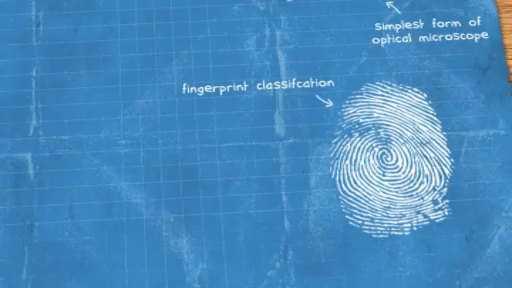 simplest form of
optical microscope
fingerprint classifcation